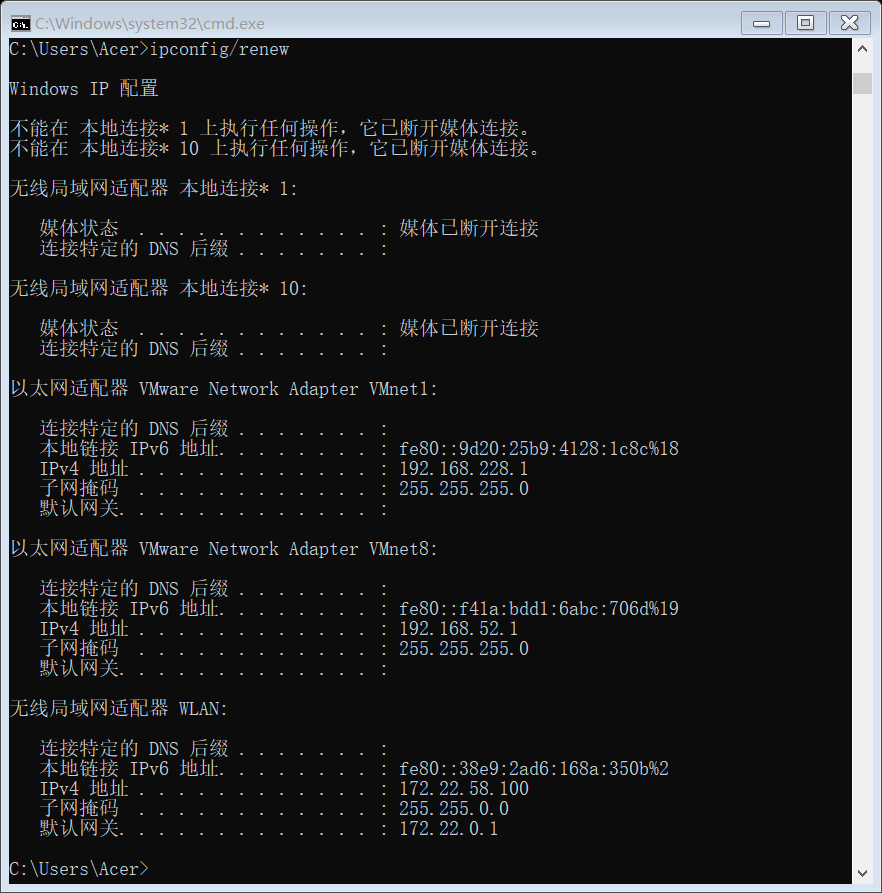 C:\Windows\system32\cmd.exe
C:\Users\Acer>ipconfig/renew
Windows IP 配置
不能在 本地连接* 1 上执行任何操作，它已断开媒体连接。
不能在 本地连接* 10 上执行任何操作，它已断开媒体连接。
无线局域网适配器 本地连接* 1:
媒体状态  . . . . . . . . . . . . : 媒体已断开连接
连接特定的 DNS 后缀 . . . . . . . :
无线局域网适配器 本地连接* 10:
媒体状态  . . . . . . . . . . . . : 媒体已断开连接
连接特定的 DNS 后缀 . . . . . . . :
以太网适配器 VMware Network Adapter VMnet1:
连接特定的 DNS 后缀 . . . . . . . :
本地链接 IPv6 地址. . . . . . . . : fe80::9d20:25b9:4128:1c8c%18
IPv4 地址 . . . . . . . . . . . . : 192.168.228.1
子网掩码  . . . . . . . . . . . . : 255.255.255.0
默认网关. . . . . . . . . . . . . :
以太网适配器 VMware Network Adapter VMnet8:
连接特定的 DNS 后缀 . . . . . . . :
本地链接 IPv6 地址. . . . . . . . : fe80::f41a:bdd1:6abc:706d%19
IPv4 地址 . . . . . . . . . . . . : 192.168.52.1
子网掩码  . . . . . . . . . . . . : 255.255.255.0
默认网关. . . . . . . . . . . . . :
无线局域网适配器 WLAN:
连接特定的 DNS 后缀 . . . . . . . :
本地链接 IPv6 地址. . . . . . . . : fe80::38e9:2ad6:168a:350b%2
IPv4 地址 . . . . . . . . . . . . : 172.22.58.100
子网掩码  . . . . . . . . . . . . : 255.255.0.0
默认网关. . . . . . . . . . . . . : 172.22.0.1
C:\Users\Acer>